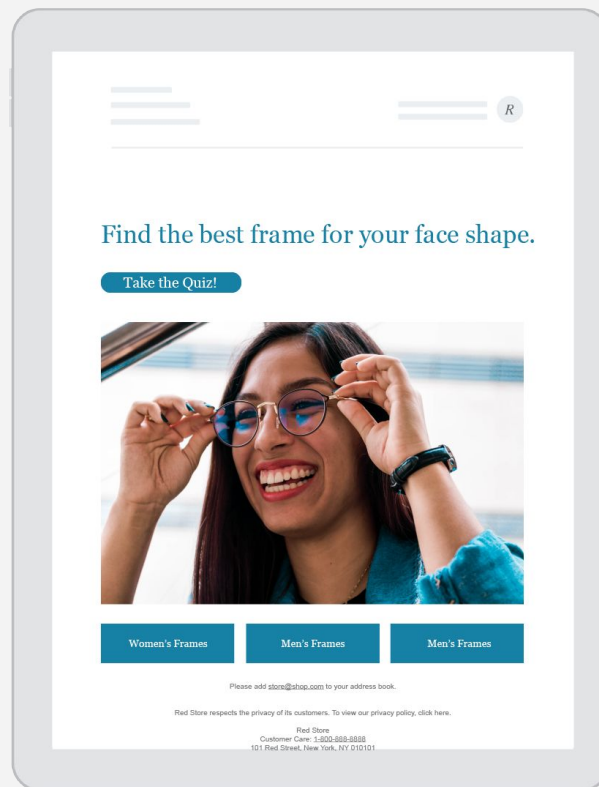 R
Find the best frame for your face shape.
Take the Quiz!
Women's Frames
Men's Frames
Men's Frames
Please add store@shop.com to your address book.
Red Store respects the privacy of its customers. To view our privacy policy, click here.
Red Store
Customer Care: 1-800-888-8888
101 Red Street, New York, NY 010101